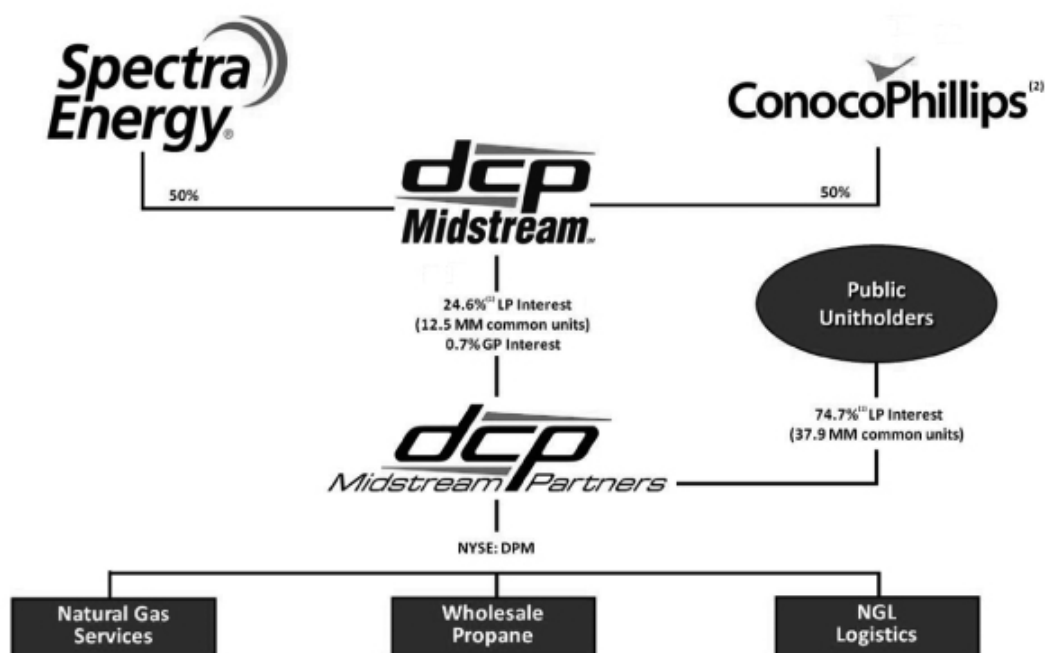 Spectra
Energy®
ConocoPhillips(2)
50%
dcp
Midstream
50%
24.6%(1) LP Interest
(12.5 MM common units)
0.7% GP Interest
Public
Unitholders
74.7%(1) LP Interest
(37.9 MM common units)
dcp
Midstream Partners
NYSE: DPM
Natural Gas
Services
Wholesale
Propane
NGL
Logistics